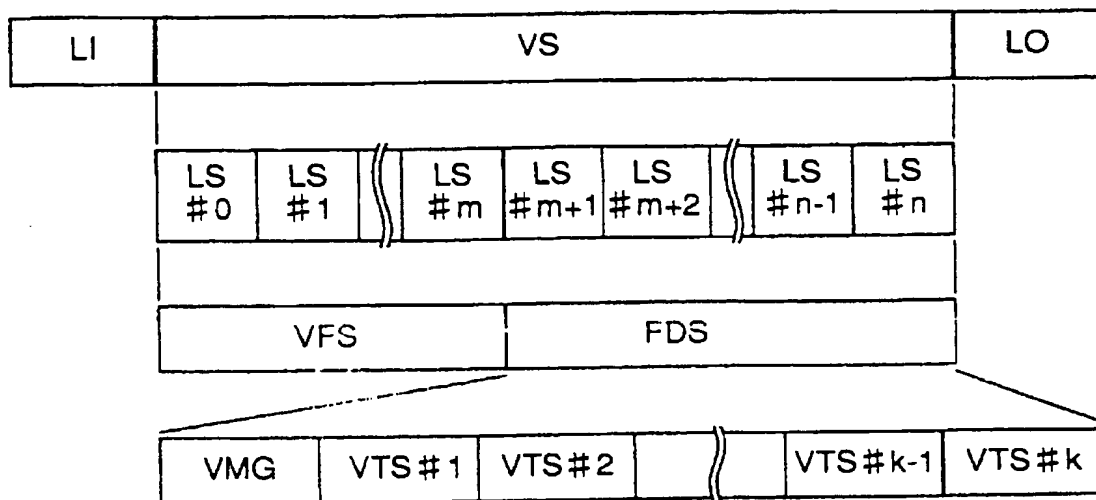 LI VS LO
LS #0 LS #1 LS #m LS #m+1 LS #m+2 LS #n-1 LS #n
VFS FDS
VMG VTS#1 VTS#2 VTS#k-1 VTS#k